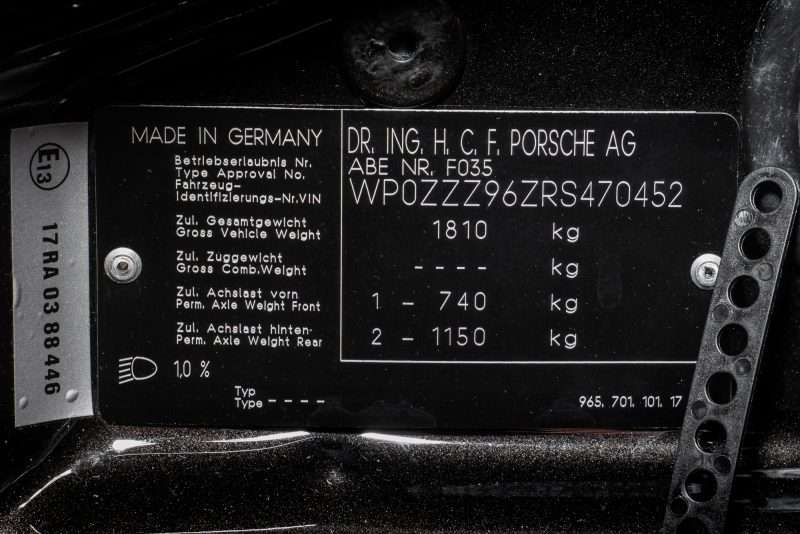 E13
17RA 03 88446
MADE IN GERMANY
Betriebserlaubnis Nr.
Type Approval No.
Fahrzeug-
Identifizierungs-Nr.VIN
Zul. Gesamtgewicht
Gross Vehicle Weight
Zul. Zuggewicht
Gross Comb.Weight
Zul. Achslast vorn
Perm. Axle Weight Front
Zul. Achslast hinten-
Perm. Axle Weight Rear
1,0 %
Typ
Type - - - -
DR. ING. H. C. F. PORSCHE AG
ABE NR. F035
WP0ZZZ96ZRS470452
1810 kg
- - - - kg
1 - 740 kg
2 - 1150 kg
965. 701. 101. 17